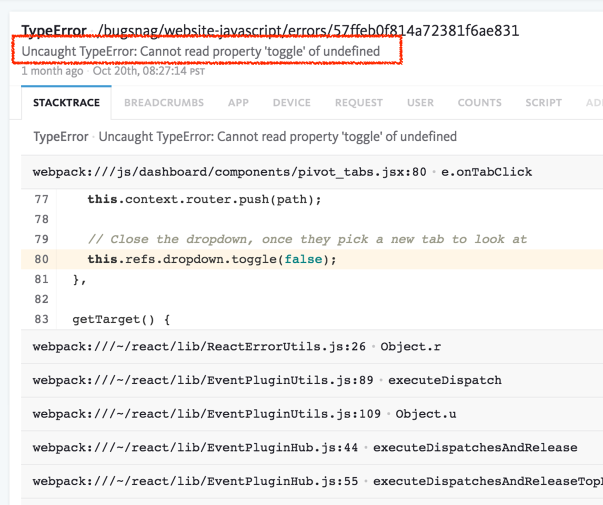 TypeError /bugsnag/website-javascript/errors/57ffeb0f814a72381f6ae831
Uncaught TypeError: Cannot read property 'toggle' of undefined
1 month ago Oct 20th, 08:27:14 PST
STACKTRACE BREADCRUMBS APP DEVICE REQUEST USER COUNTS SCRIPT
TypeError · Uncaught TypeError: Cannot read property 'toggle' of undefined
webpack:///js/dashboard/components/pivot_tabs.jsx:80 · e.onTabClick
77 this.context.router.push(path);
78
79 // Close the dropdown, once they pick a new tab to look at
80 this.refs.dropdown.toggle(false);
81 },
82
83 getTarget() {
webpack:///~/react/lib/ReactErrorUtils.js:26 · Object.r
webpack:///~/react/lib/EventPluginUtils.js:89 · executeDispatch
webpack:///~/react/lib/EventPluginUtils.js:109 · Object.u
webpack:///~/react/lib/EventPluginHub.js:44 · executeDispatchesAndRelease
webpack:///~/react/lib/EventPluginHub.js:55 · executeDispatchesAndReleaseTop